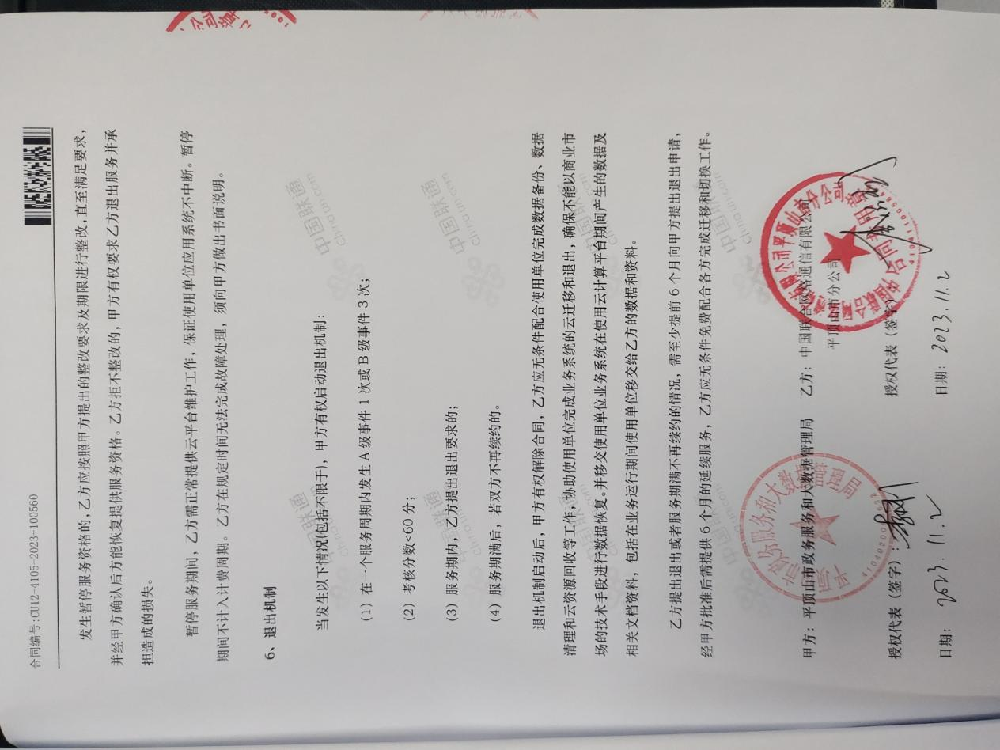 合同编号:CU12-4105-2023-100560
发生暂停服务资格的,乙方应按照甲方提出的整改要求及期限进行整改,直至满足要求,
并经甲方确认后方能恢复提供服务资格。乙方拒不整改的,甲方有权要求乙方退出服务并承
担造成的损失。
暂停服务期间,乙方需正常提供云平台维护工作,保证使用单位应用系统不中断。暂停
期间不计入计费周期。乙方在规定时间无法完成故障处理,须向甲方做出书面说明。
6、退出机制
当发生以下情况(包括不限于),甲方有权启动退出机制:
(1)在一个服务周期内发生A级事件1次或B级事件3次;
(2)考核分数<60分;
(3)服务期内,乙方提出退出要求的;
(4)服务期满后,若双方不再续约的。
退出机制启动后,甲方有权解除合同,乙方应无条件配合使用单位完成数据备份、数据
清理和云资源回收等工作,协助使用单位完成业务系统的云迁移和退出,确保不能以商业市
场的技术手段进行数据恢复。并移交使用单位业务系统在使用云计算平台期间产生的数据及
相关文档资料,包括在业务运行期间使用单位移交给乙方的数据和资料。
乙方提出退出或者服务期满不再续约的情况,需至少提前6个月向甲方提出退出申请,
经甲方批准后需提供6个月的延续服务,乙方应无条件免费配合各方完成迁移和切换工作。
甲方:平顶山市政务服务和大数据管理局 乙方:中国联合网络通信有限公司
平顶山市分公司
授权代表(签字): 授权代表(签字)
日期: 2023.11.2 日期: 2023.11.2
中国联通
China unicom
中国联通
China unicom